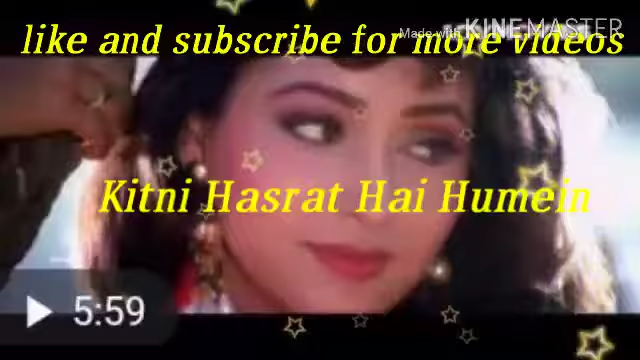 Made with KINEMASTER
like and subscribe for more videos
Kitni Hasrat Hai Humein
5:59